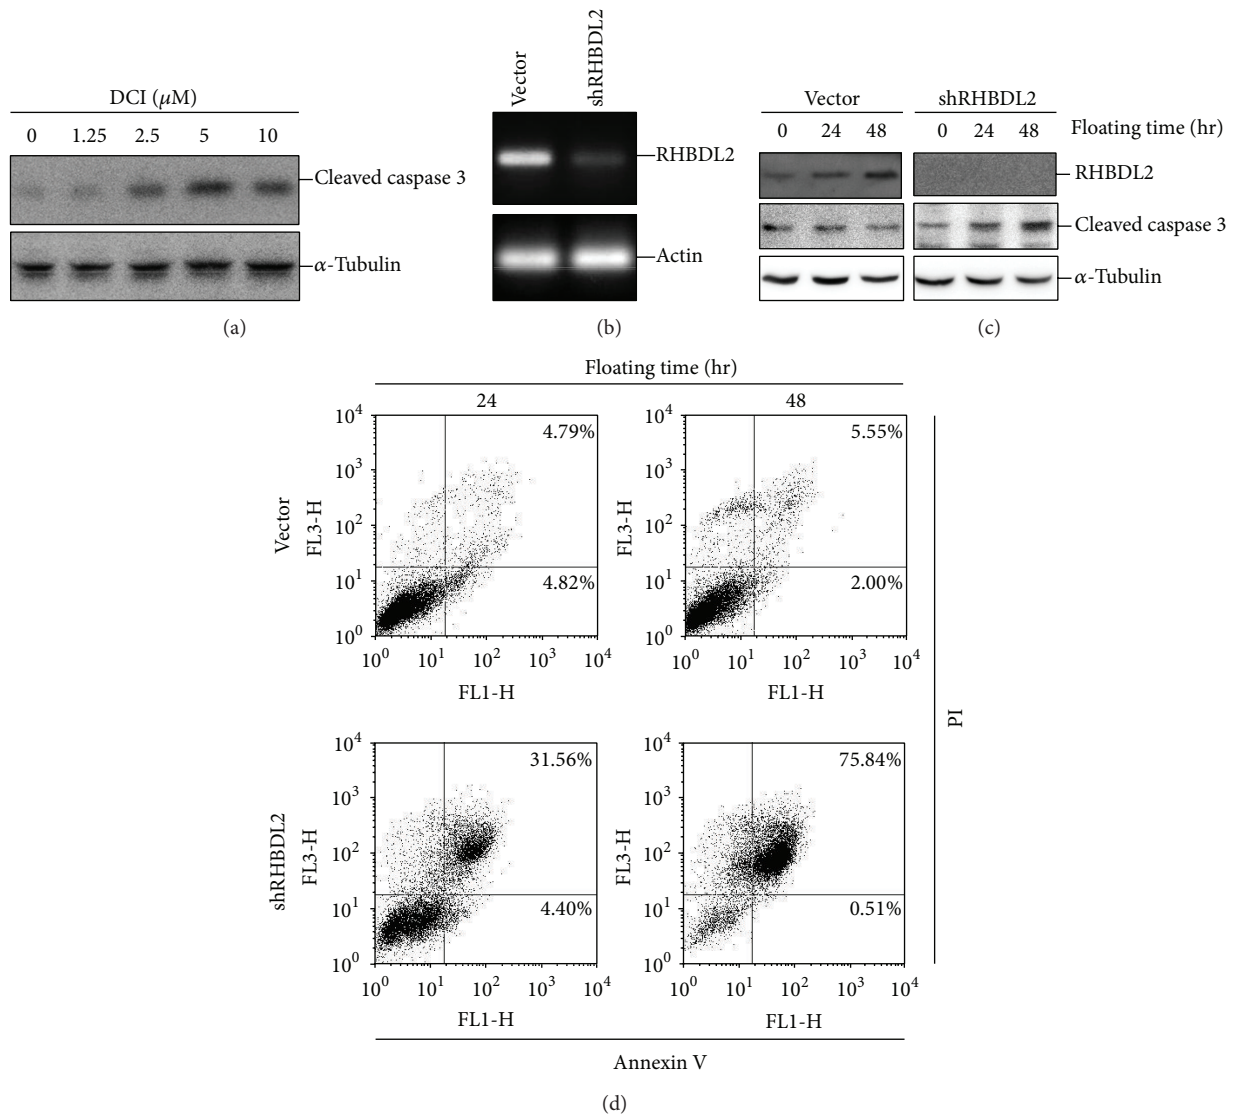 DCI (μM)
0 1.25 2.5 5 10
Cleaved caspase 3
α-Tubulin
(a)
Vector
shRHBDL2
RHBDL2
Actin
(b)
Vector shRHBDL2
0 24 48 0 24 48 Floating time (hr)
RHBDL2
Cleaved caspase 3
α-Tubulin
(c)
Floating time (hr)
24 48
Vector
FL3-H
10⁴
10³
10²
10¹
10⁰
4.79%
4.82%
10⁰ 10¹ 10² 10³ 10⁴
FL1-H
FL3-H
10⁴
10³
10²
10¹
10⁰
5.55%
2.00%
10⁰ 10¹ 10² 10³ 10⁴
FL1-H
shRHBDL2
FL3-H
10⁴
10³
10²
10¹
10⁰
31.56%
4.40%
10⁰ 10¹ 10² 10³ 10⁴
FL1-H
FL3-H
10⁴
10³
10²
10¹
10⁰
75.84%
0.51%
10⁰ 10¹ 10² 10³ 10⁴
FL1-H
PI
Annexin V
(d)